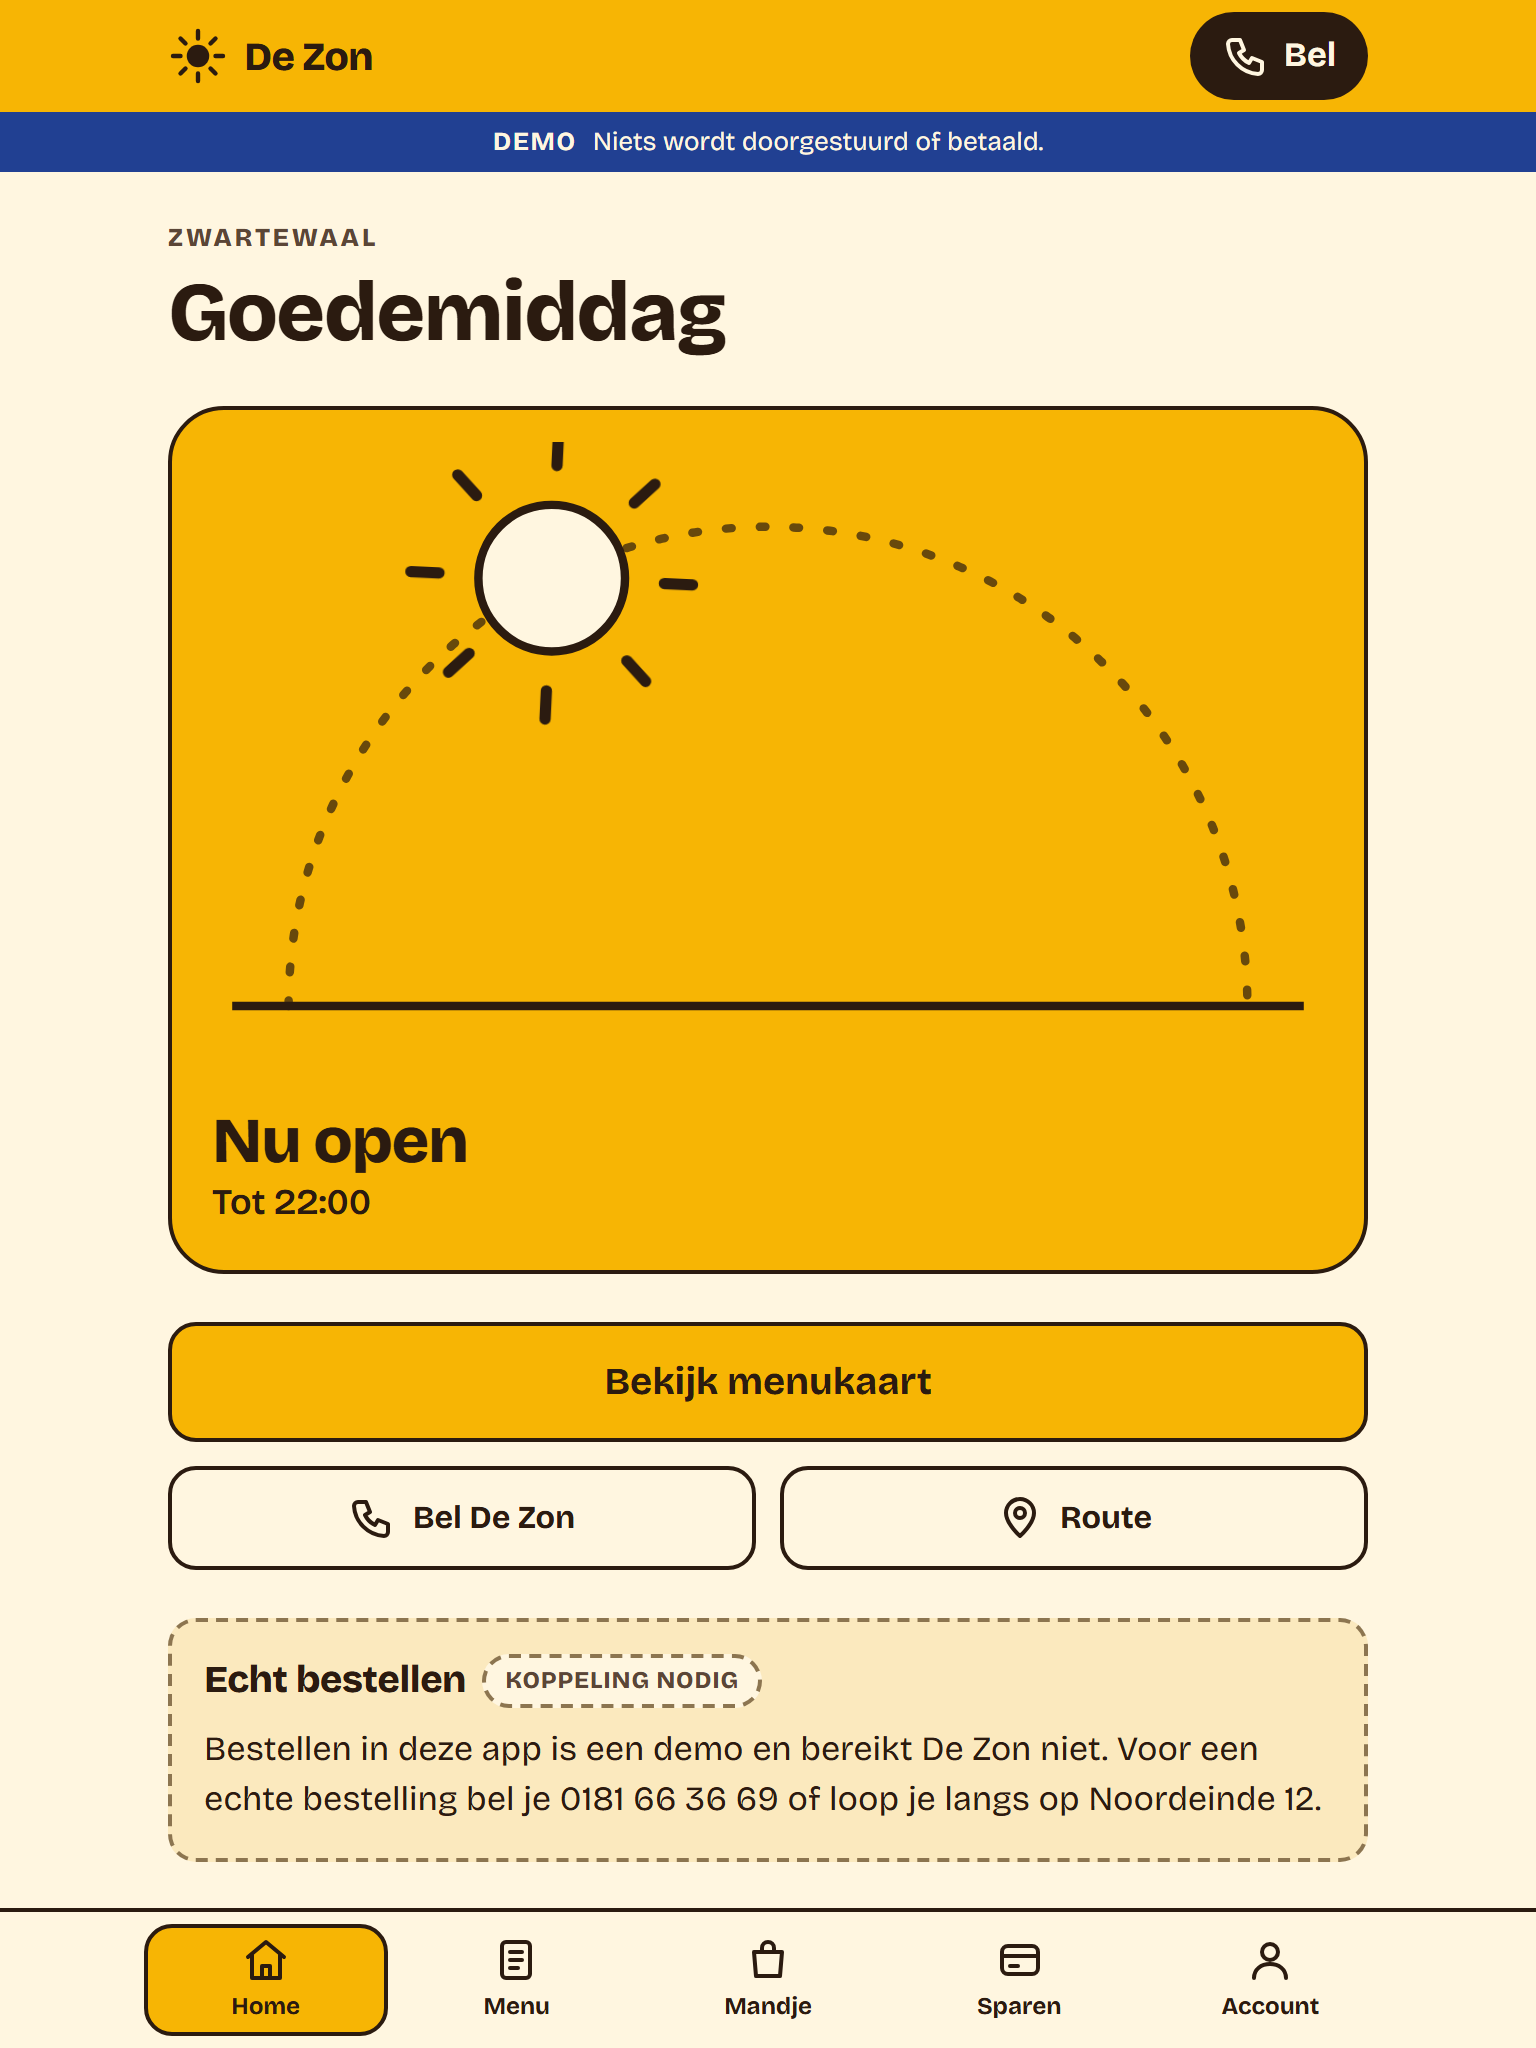 De Zon
Bel
DEMO Niets wordt doorgestuurd of betaald.
ZWARTEWAAL
Goedemiddag
Nu open
Tot 22:00
Bekijk menukaart
Bel De Zon
Route
Echt bestellen KOPPELING NODIG
Bestellen in deze app is een demo en bereikt De Zon niet. Voor een
echte bestelling bel je 0181 66 36 69 of loop je langs op Noordeinde 12.
Home
Menu
Mandje
Sparen
Account